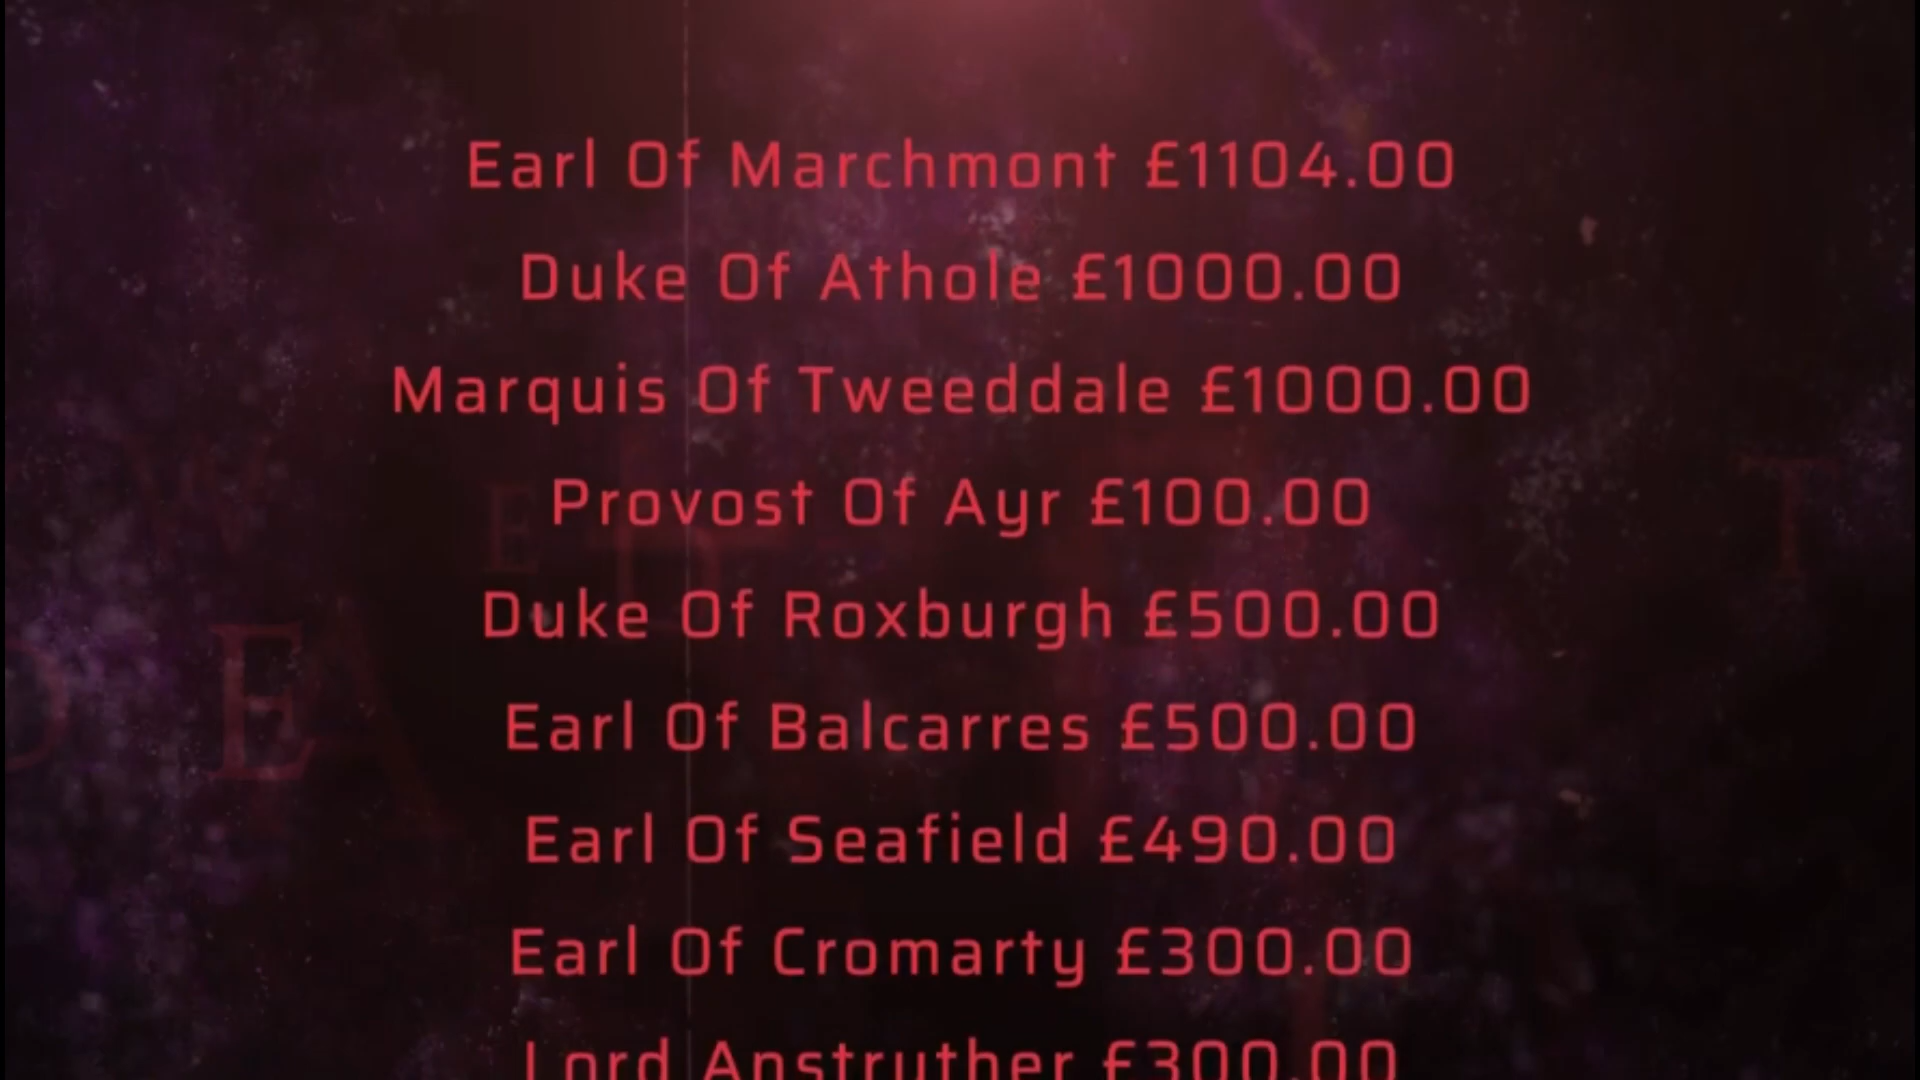 Earl Of Marchmont £1104.00
Duke Of Athole £1000.00
Marquis Of Tweeddale £1000.00
Provost Of Ayr £100.00
Duke Of Roxburgh £500.00
Earl Of Balcarres £500.00
Earl Of Seafield £490.00
Earl Of Cromarty £300.00
Lord Anstruther £300.00